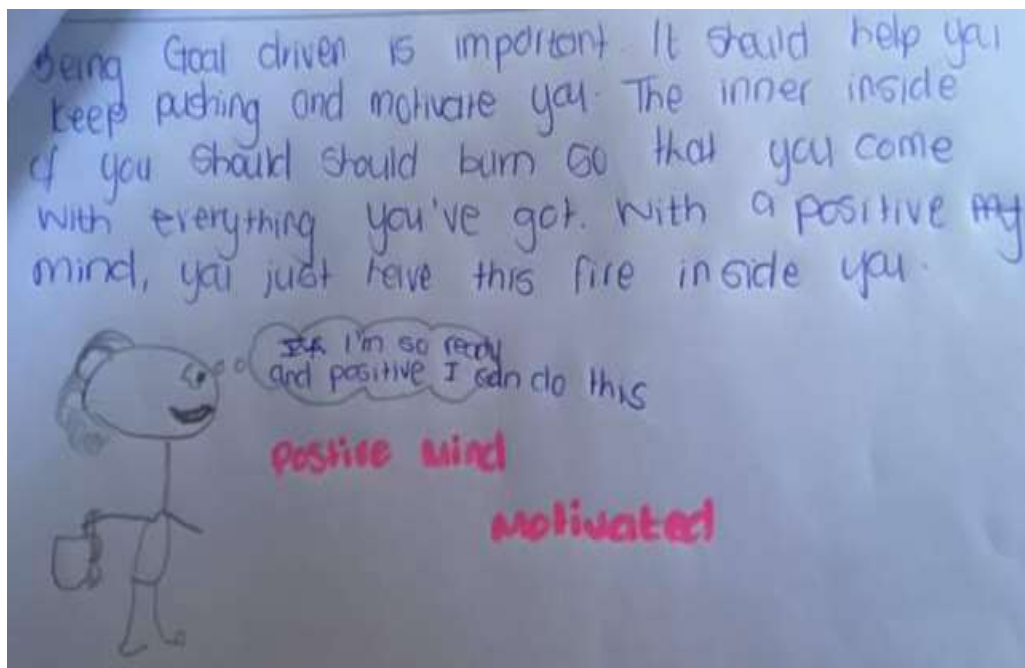 Being Goal driven is important It should help you
keep pushing and motivate you. The inner inside
of you should should burn so that you come
with everything you've got. With a positive my
mind, you just have this fire inside you.
I'm so ready
and positive I can do this
Postive Mind
Motivated